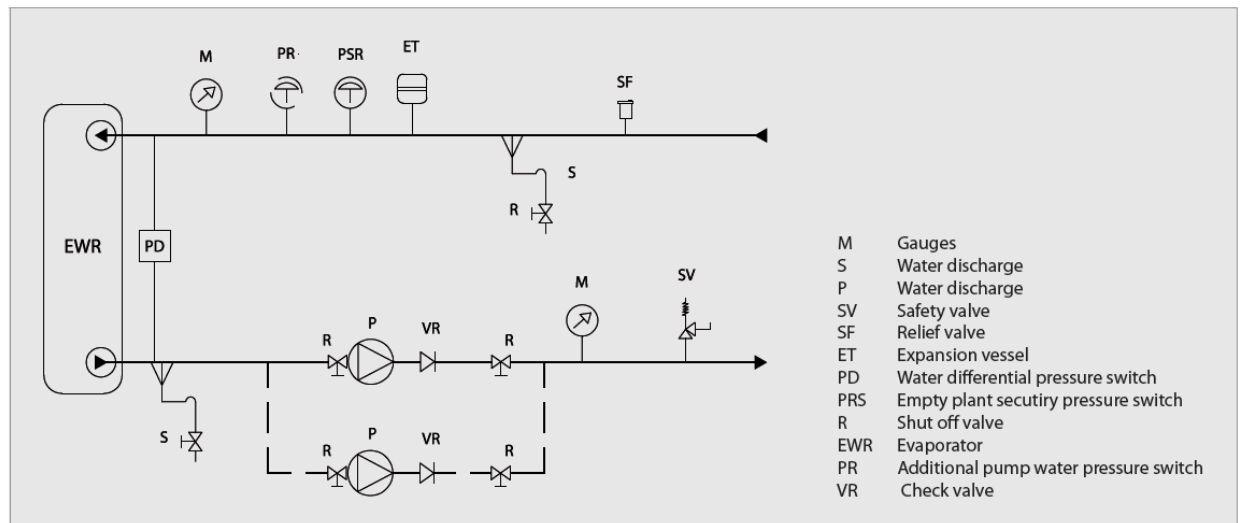 M
PR.
PSR
ET
SF
S
R
EWR
PD
M
SV
R
P
VR
R
S
R
P
VR
R
M Gauges
S Water discharge
P Water discharge
SV Safety valve
SF Relief valve
ET Expansion vessel
PD Water differential pressure switch
PRS Empty plant secutiry pressure switch
R Shut off valve
EWR Evaporator
PR Additional pump water pressure switch
VR Check valve